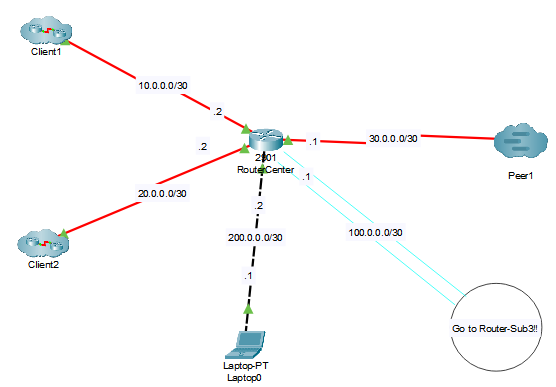 Client1
10.0.0.0/30
.2
.2
.1
30.0.0.0/30
2901
RouterCenter
Peer1
.1
20.0.0.0/30
.2
Client2
200.0.0.0/30
100.0.0.0/30
.1
Go to Router-Sub3!!
Laptop-PT
Laptop0